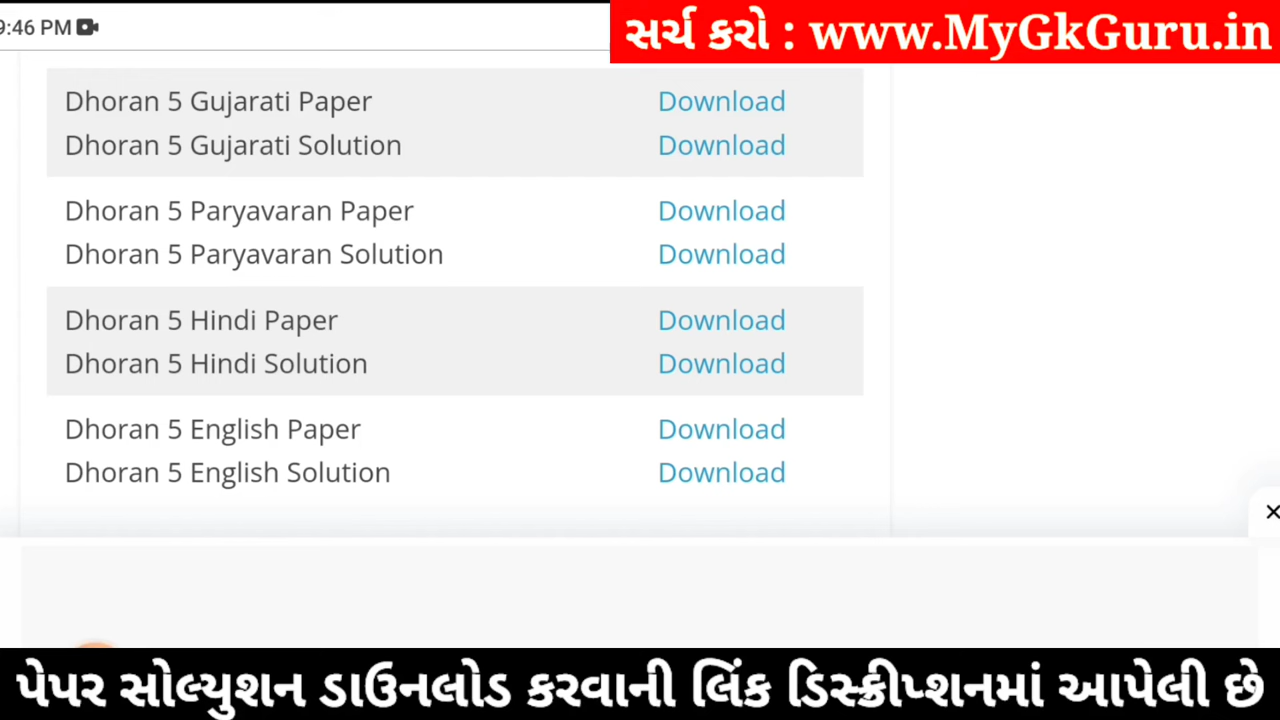 9:46 PM
સર્ચ કરો : www.MyGkGuru.in
Dhoran 5 Gujarati Paper Download
Dhoran 5 Gujarati Solution Download
Dhoran 5 Paryavaran Paper Download
Dhoran 5 Paryavaran Solution Download
Dhoran 5 Hindi Paper Download
Dhoran 5 Hindi Solution Download
Dhoran 5 English Paper Download
Dhoran 5 English Solution Download
પેપર સોલ્યુશન ડાઉનલોડ કરવાની લિંક ડિસ્ક્રીપ્શનમાં આપેલી છે